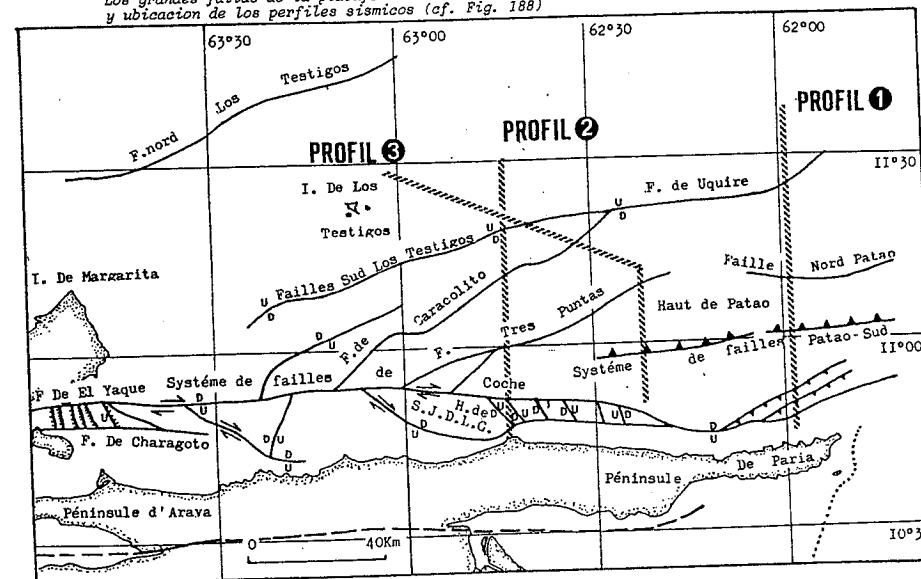 y ubicacion de los perfiles sismicos (cf. Fig. 188)
63°30
63°00
62°30
62°00
F.nord Los Testigos
PROFIL 3
PROFIL 2
PROFIL 1
11°30
I. De Los
Testigos
F. de Uquire
Failles Sud Los Testigos
U
D
U
D
U
D
I. De Margarita
Faille Nord Patao
F. de Caracolito
F. Tres Puntas
Haut de Patao
D
U
Systéme de failles Patao-Sud
11°00
F De El Yaque
Systéme de failles de Coche
H. de
S.J.D.L.G.
F. De Charagoto
D
U
D
U
D
U
D
U
Péninsule De Paria
Péninsule d'Araya
0
40Km
10°3